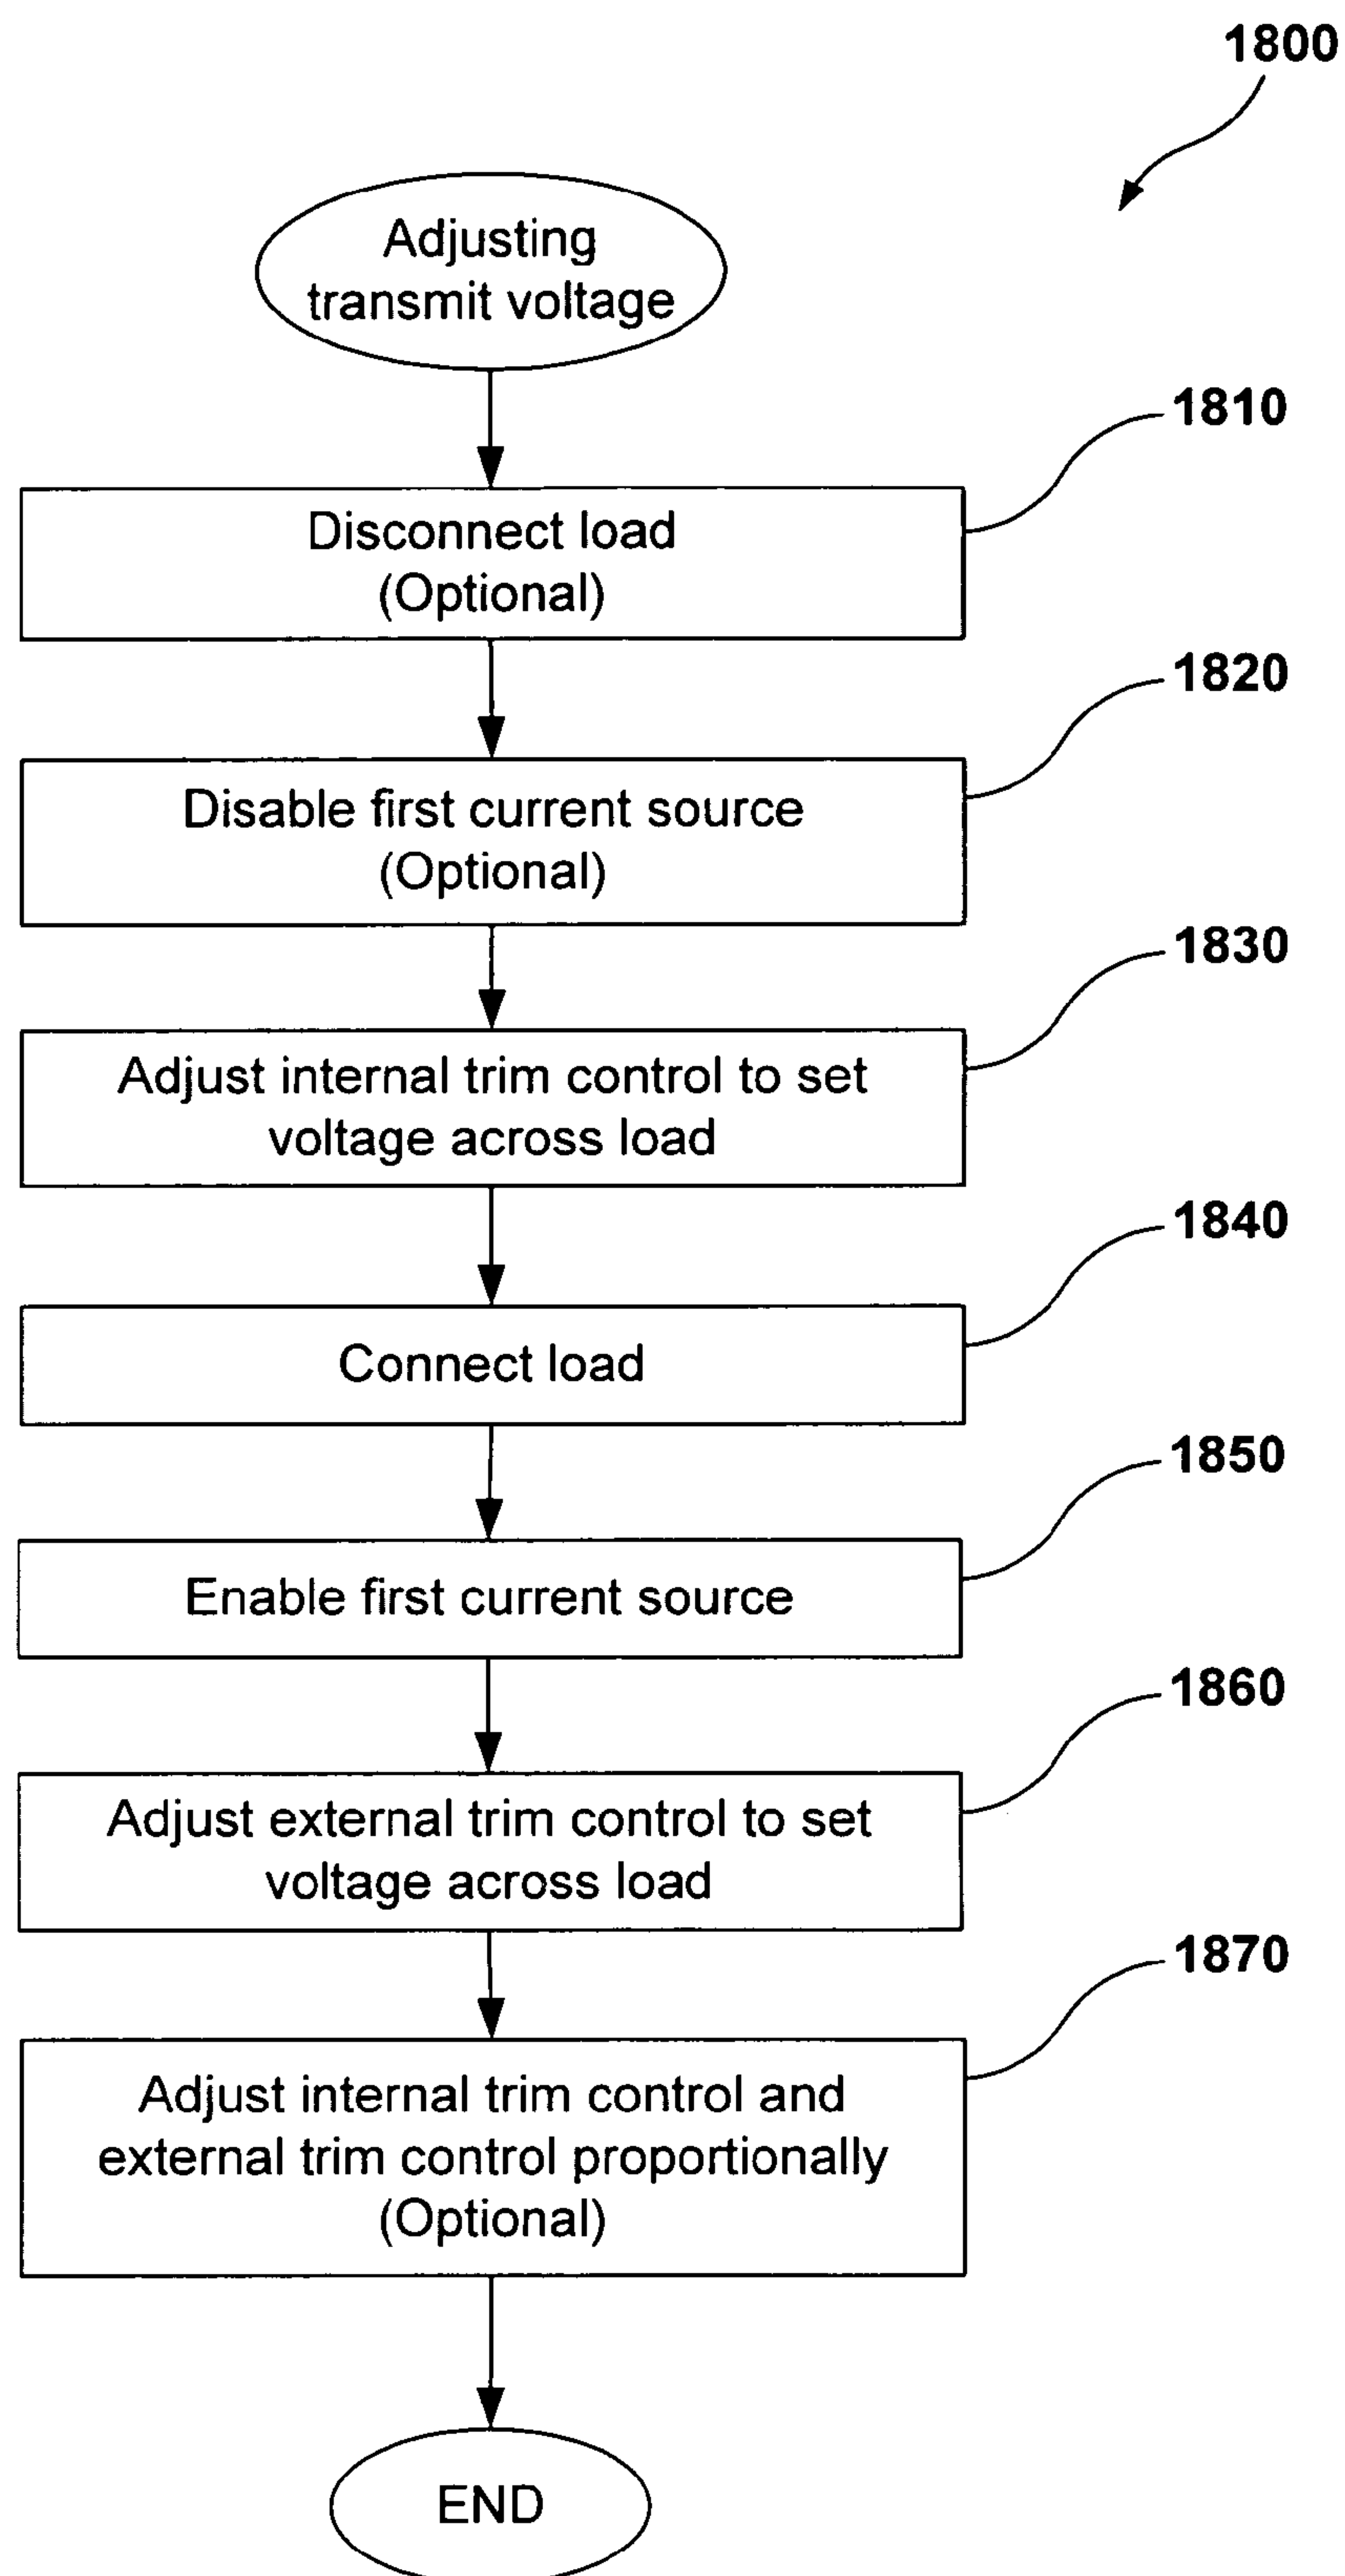 1800
Adjusting
transmit voltage
1810
Disconnect load
(Optional)
1820
Disable first current source
(Optional)
1830
Adjust internal trim control to set
voltage across load
1840
Connect load
1850
Enable first current source
1860
Adjust external trim control to set
voltage across load
1870
Adjust internal trim control and
external trim control proportionally
(Optional)
END